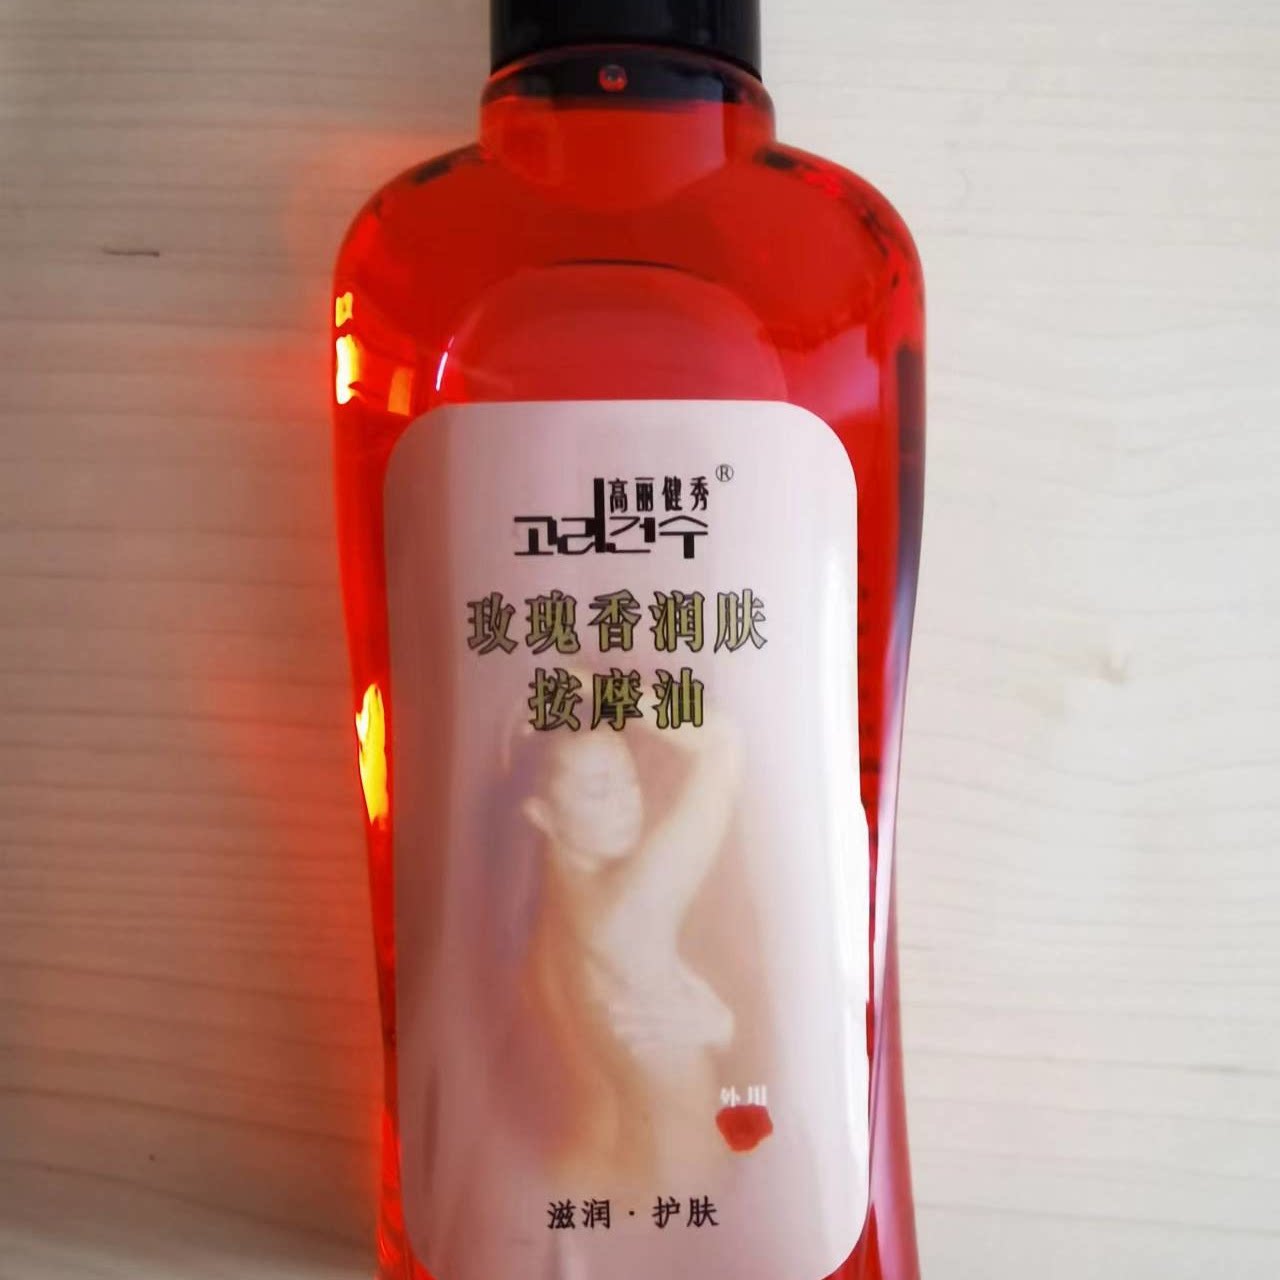 高丽健秀®
고려건수
玫瑰香润肤
按摩油
外用
滋润·护肤